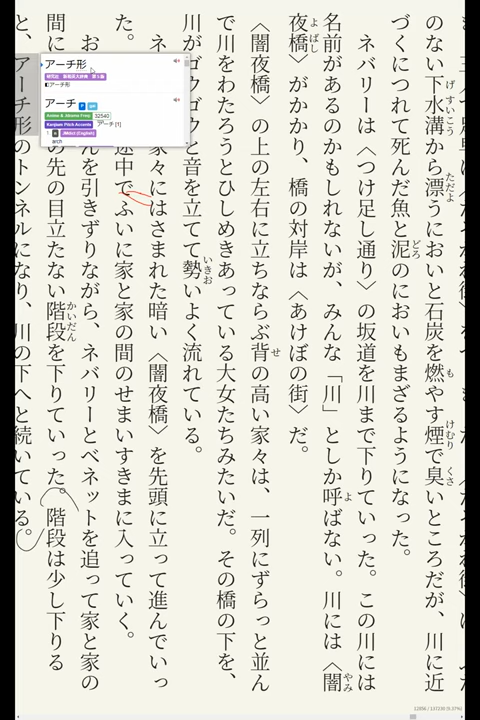 のない下水溝から漂うにおいと石炭を燃やす煙で臭いところだが、川に近
づくにつれて死んだ魚と泥のにおいもまざるようになった。
ネバリーは〈つけ足し通り〉の坂道を川まで下りていった。この川には
名前があるのかもしれないが、みんな「川」としか呼ばない。川には〈闇
夜橋〉がかかり、橋の対岸は〈あけぼの街〉だ。
〈闇夜橋〉の上の左右に立ちならぶ背の高い家々は、一列にずらっと並ん
で川をわたろうとひしめきあっている大女たちみたいだ。その橋の下を、
川がゴウゴウと音を立てて勢いよく流れている。
ネ 家々にはさまれた暗い〈闇夜橋〉を先頭に立って進んでいっ
た。 途中でふいに家と家の間のせまいすきまに入っていく。
お んを引きずりながら、ネバリーとベネットを追って家と家の
間に の先の目立たない階段を下りていった。階段は少し下りる
と、アーチ形のトンネルになり、川の下へと続いている。
アーチ形
アーチ形
アーチ
Anime & Jdrama Freq 32540
Kanjium Pitch Accents アーチ [1]
JMdict (English)
arch